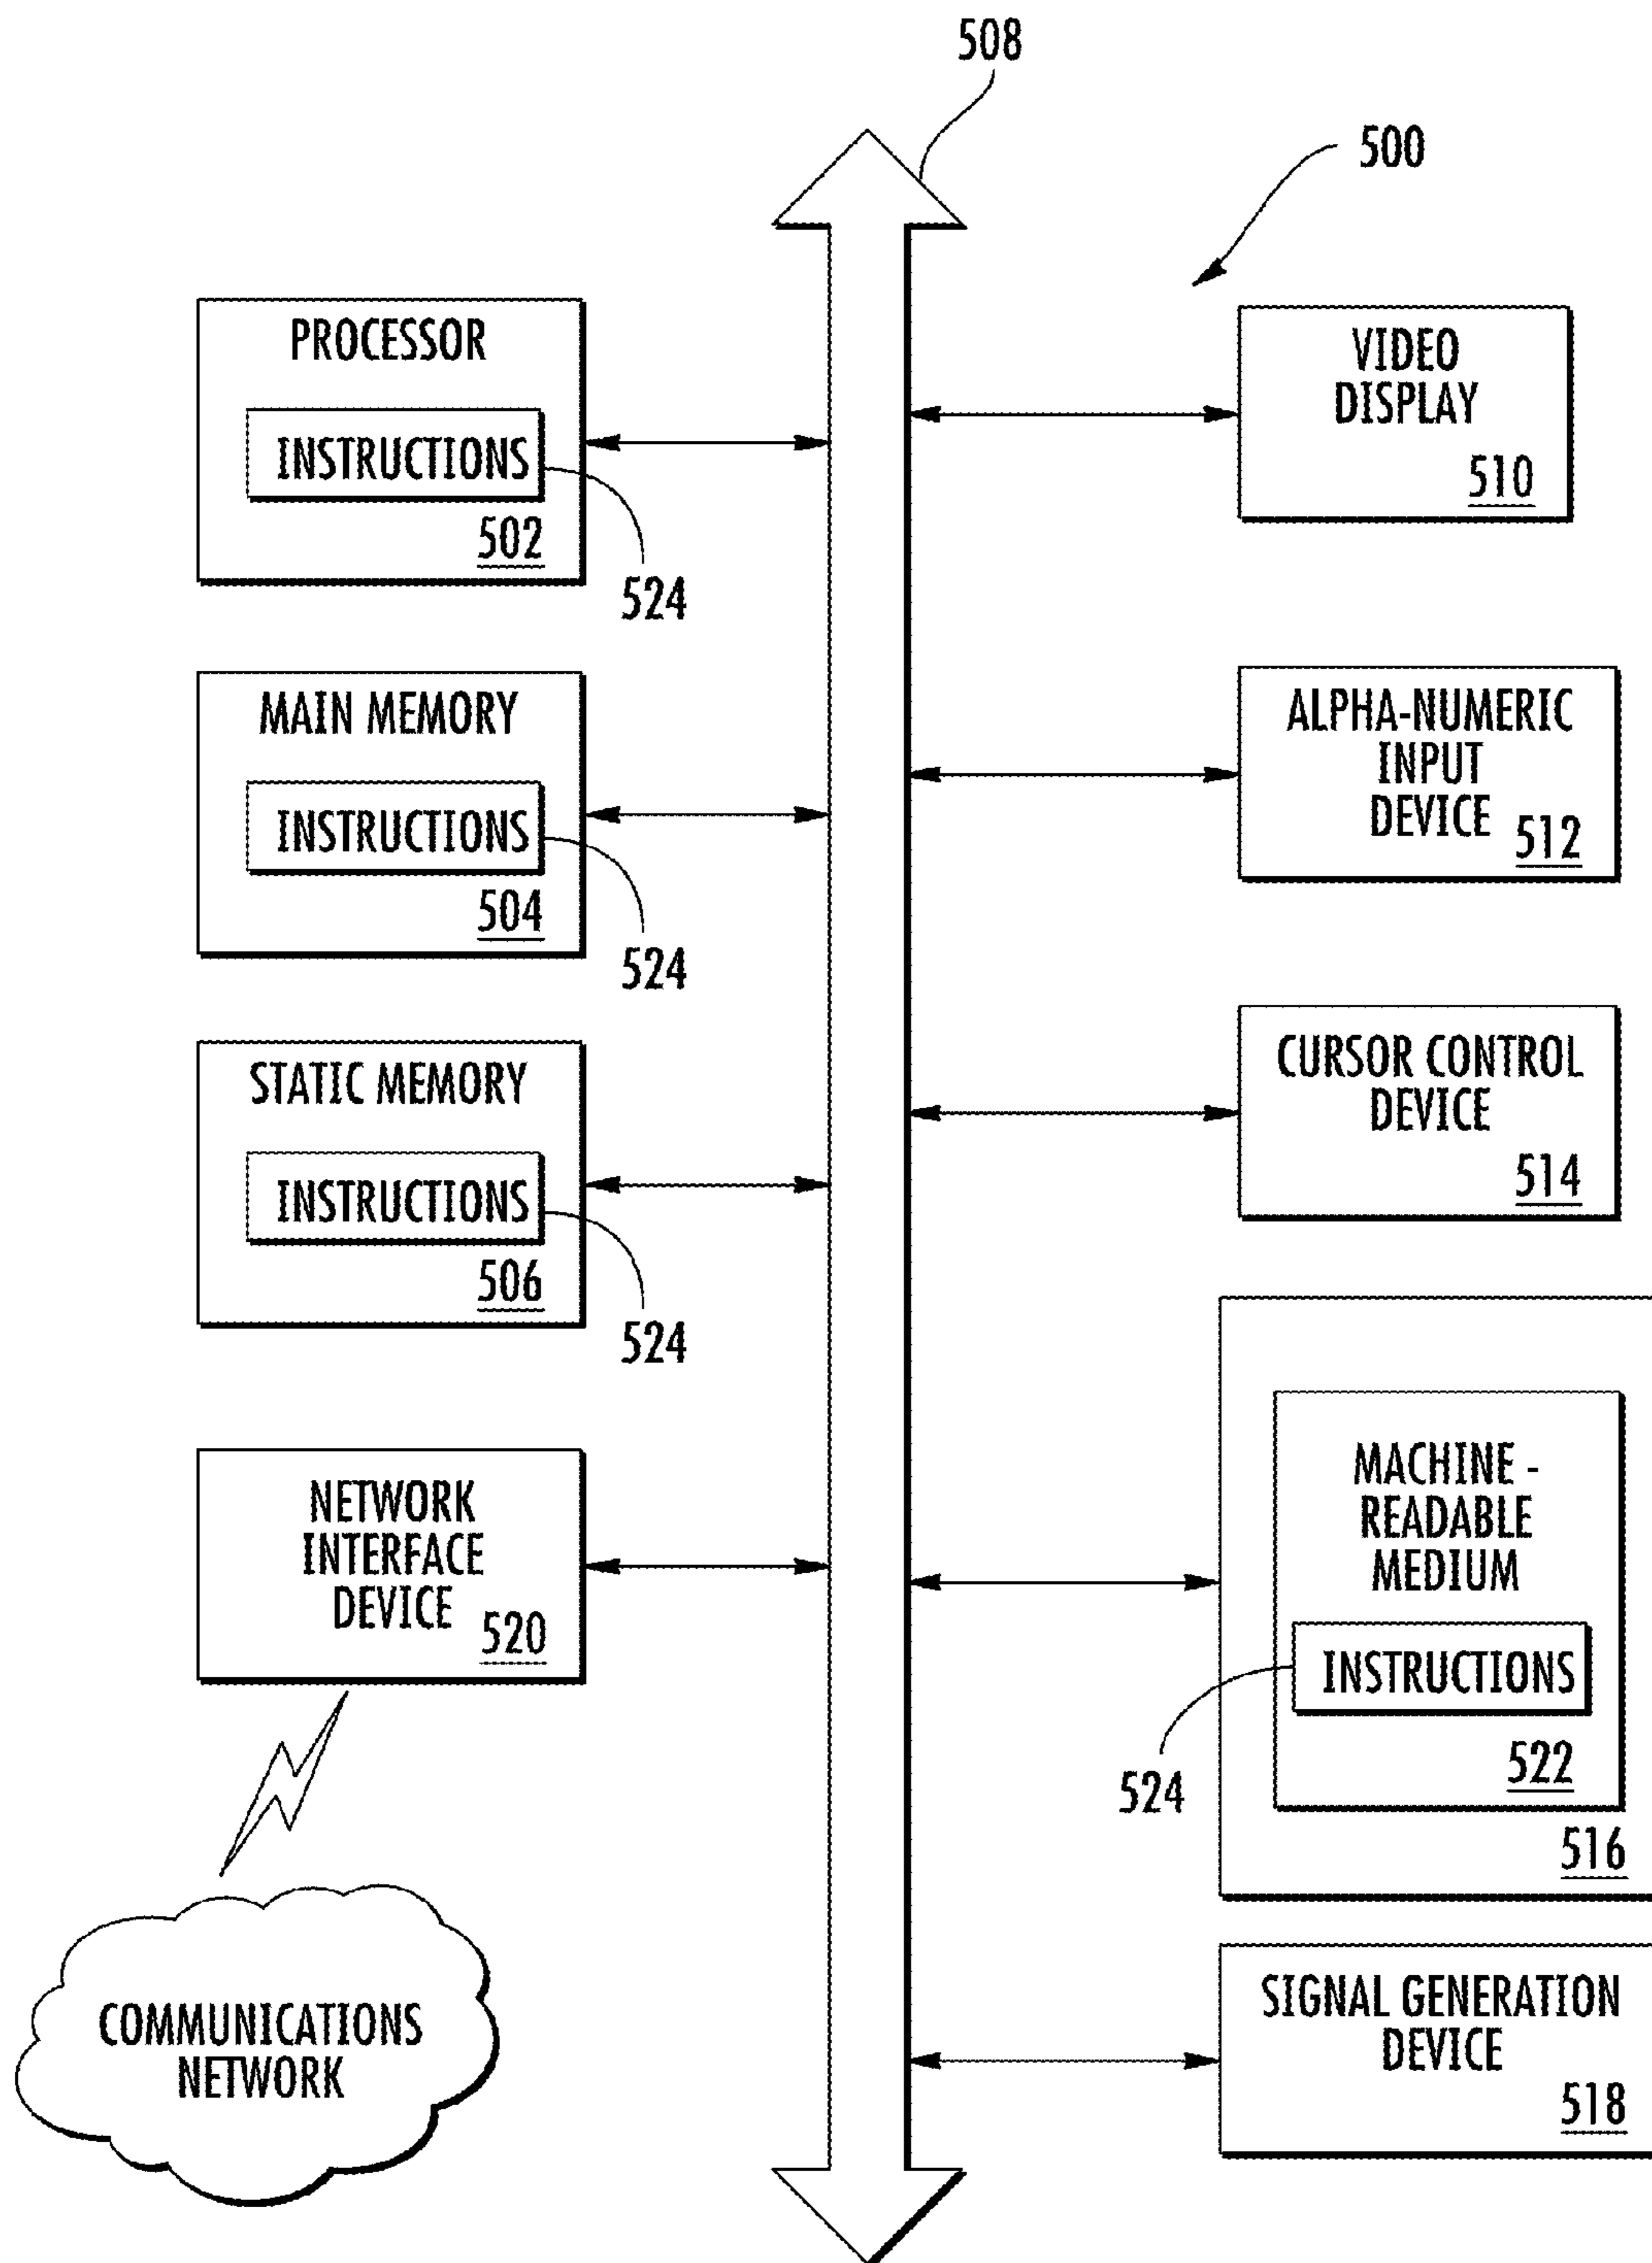 508
500
PROCESSOR
INSTRUCTIONS
502
524
MAIN MEMORY
INSTRUCTIONS
504
524
STATIC MEMORY
INSTRUCTIONS
506
524
NETWORK
INTERFACE
DEVICE
520
COMMUNICATIONS
NETWORK
VIDEO
DISPLAY
510
ALPHA-NUMERIC
INPUT
DEVICE
512
CURSOR CONTROL
DEVICE
514
MACHINE -
READABLE
MEDIUM
INSTRUCTIONS
522
524
516
SIGNAL GENERATION
DEVICE
518